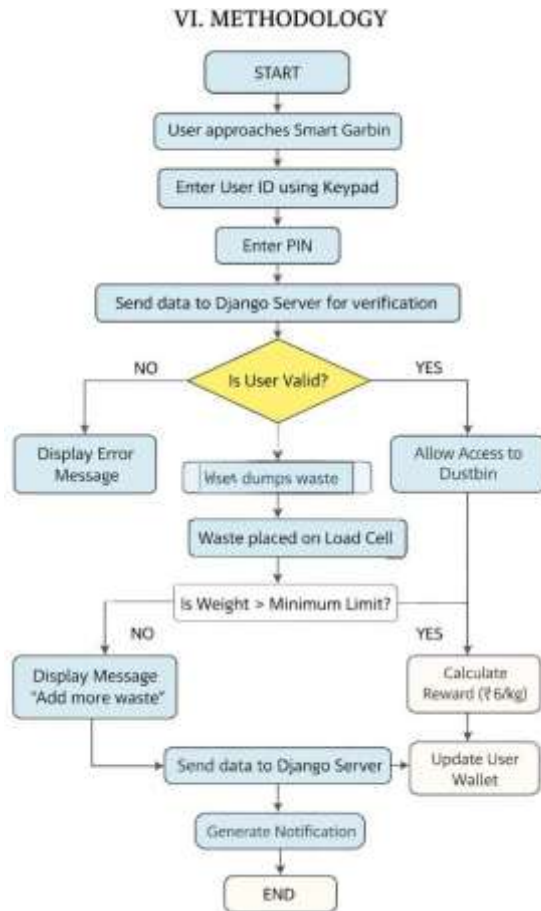 VI. METHODOLOGY
START
User approaches Smart Garbin
Enter User ID using Keypad
Enter PIN
Send data to Django Server for verification
NO
Is User Valid?
YES
Display Error
Message
dumps waste
Allow Access to
Dustbin
Waste placed on Load Cell
Is Weight > Minimum Limit?
NO
YES
Display Message
"Add more waste"
Calculate
Reward (₹6/kg)
Send data to Django Server
Update User
Wallet
Generate Notification
END